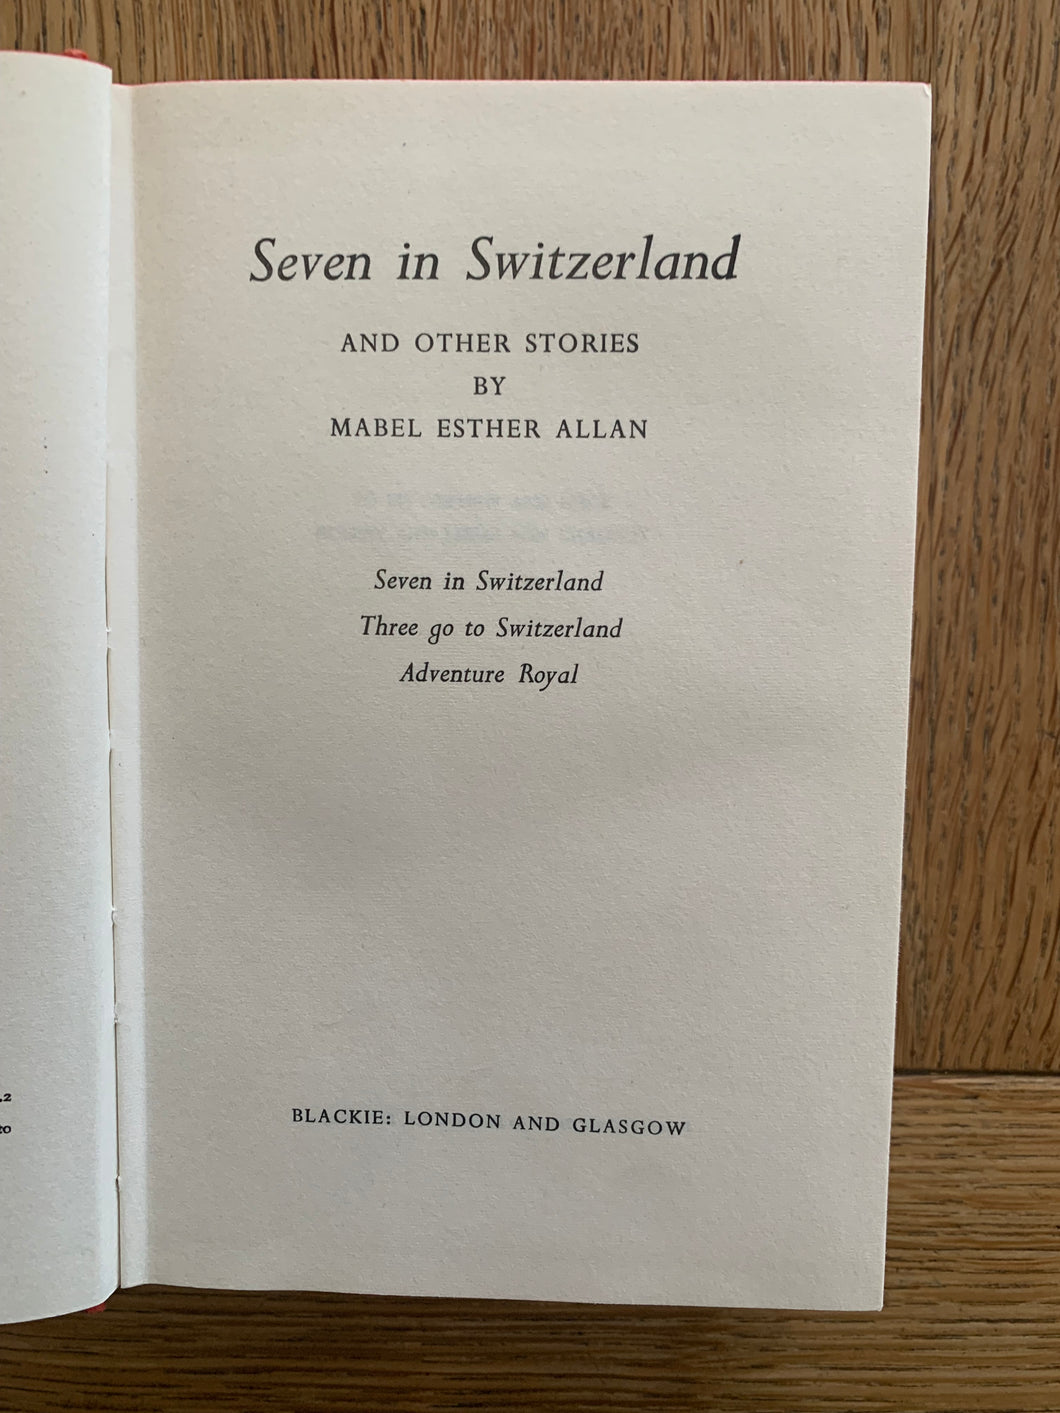 Seven in Switzerland
AND OTHER STORIES
BY
MABEL ESTHER ALLAN
Seven in Switzerland
Three go to Switzerland
Adventure Royal
BLACKIE: LONDON AND GLASGOW